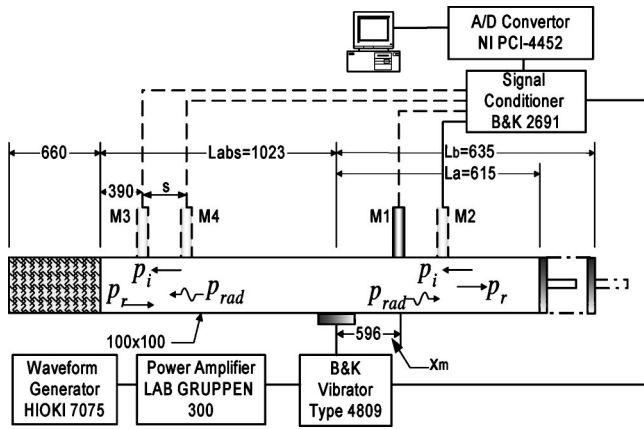 A/D Convertor
NI PCI-4452
Signal
Conditioner
B&K 2691
660
Labs=1023
Lb=635
La=615
390
s
M3
M4
M1
M2
pi
pr
prad
pi
prad
pr
100x100
596
Xm
Waveform
Generator
HIOKI 7075
Power Amplifier
LAB GRUPPEN
300
B&K
Vibrator
Type 4809